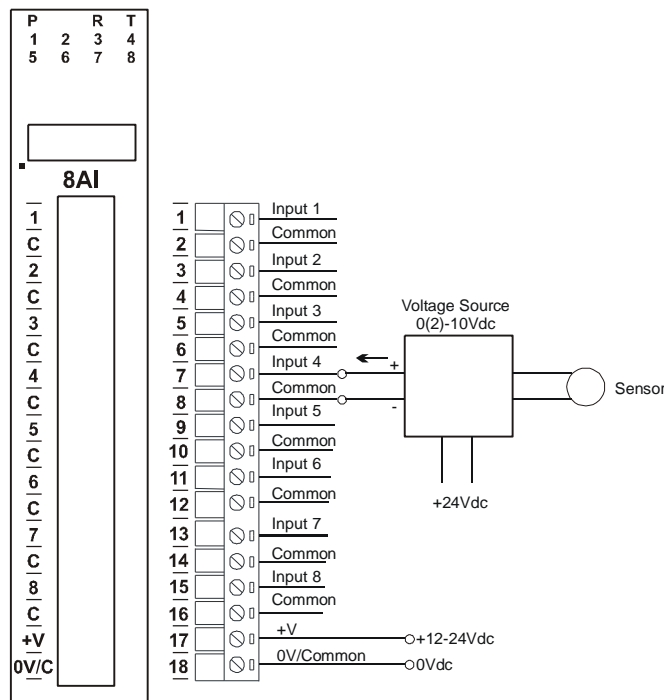 P R T
1 2 3 4
5 6 7 8
8AI
1
C
2
C
3
C
4
C
5
C
6
C
7
C
8
C
+V
0V/C
1 Input 1
2 Common
3 Input 2
4 Common
5 Input 3
6 Common
7 Input 4
8 Common
9 Input 5
10 Common
11 Input 6
12 Common
13 Input 7
14 Common
15 Input 8
16 Common
17 +V +12-24Vdc
18 0V/Common 0Vdc
Voltage Source
0(2)-10Vdc
+
-
Sensor
+24Vdc